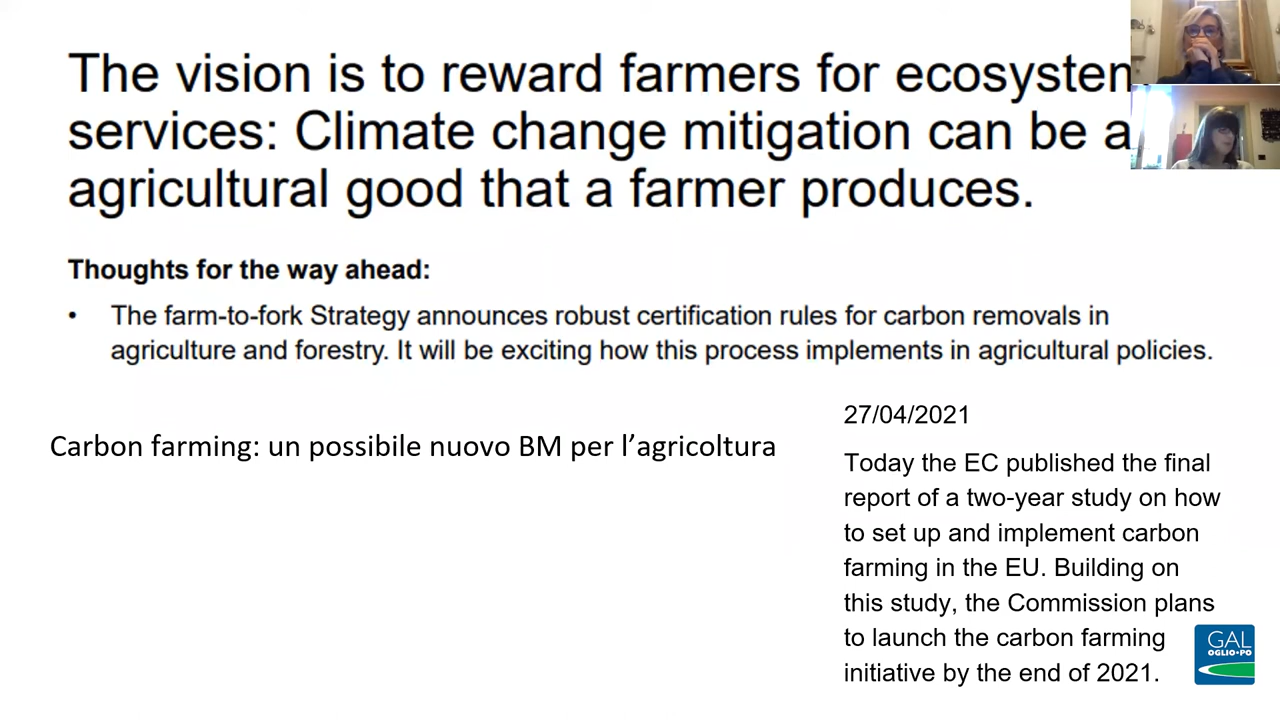 The vision is to reward farmers for
services: Climate change mitigation can be
agricultural good that a farmer produces.
Thoughts for the way ahead:
• The farm-to-fork Strategy announces robust certification rules for carbon removals in
agriculture and forestry. It will be exciting how this process implements in agricultural policies.
27/04/2021
Carbon farming: un possibile nuovo BM per l’agricoltura
Today the EC published the final
report of a two-year study on how
to set up and implement carbon
farming in the EU. Building on
this study, the Commission plans
to launch the carbon farming
initiative by the end of 2021.
GAL
OGLIO•PO